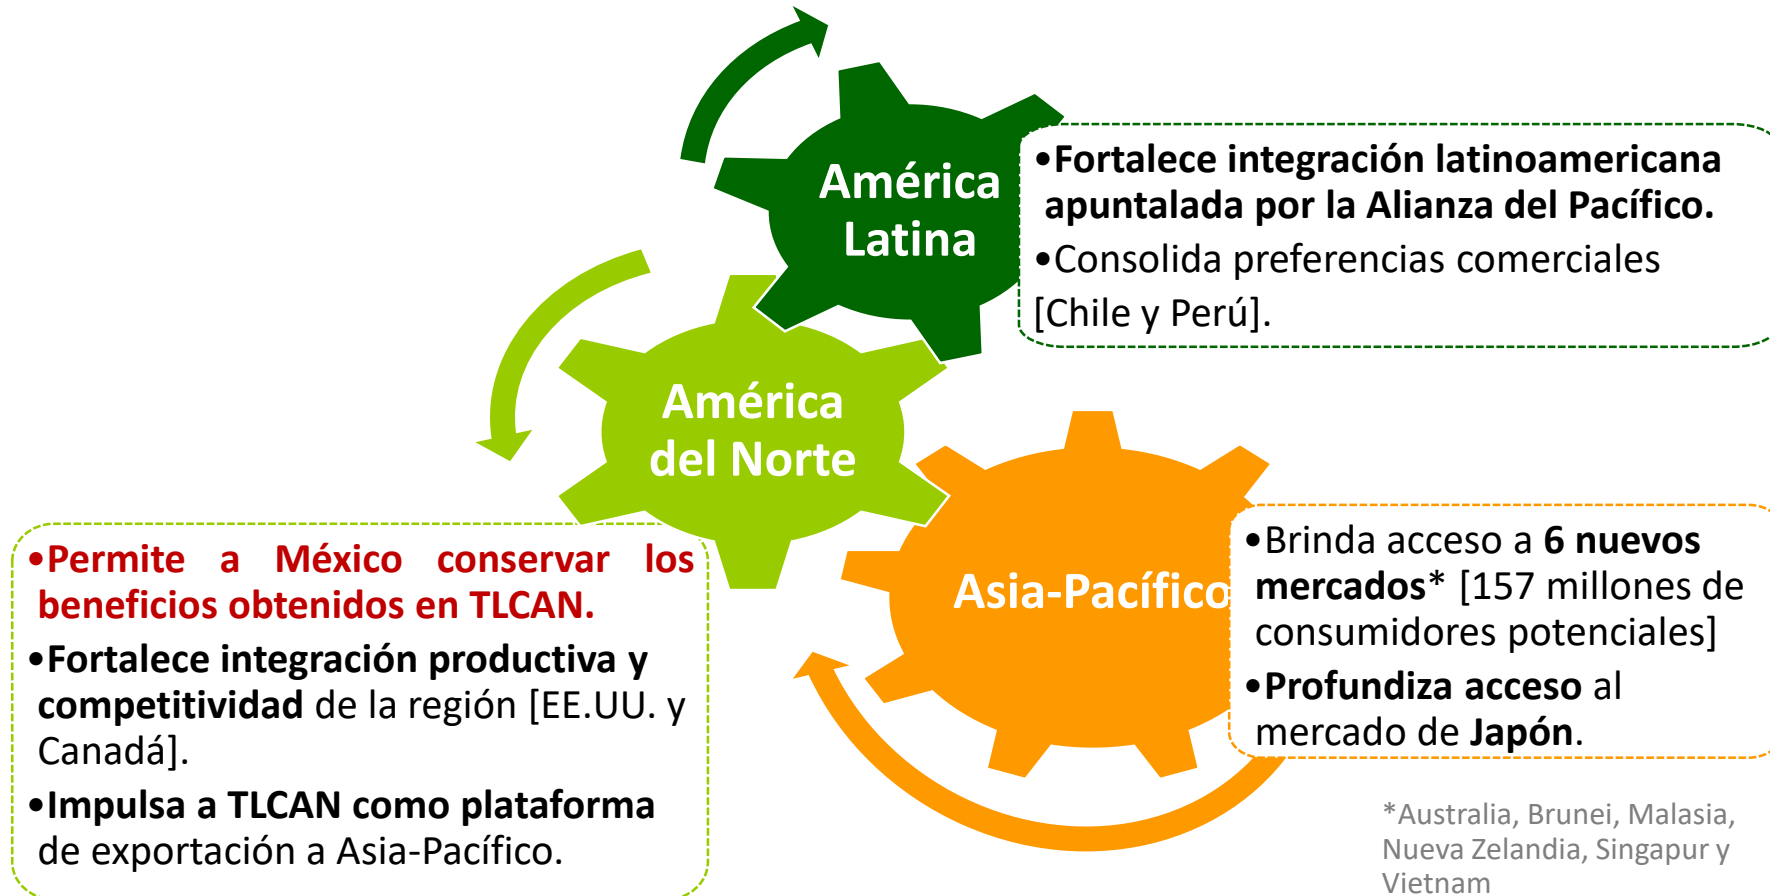 América
Latina
•Fortalece integración latinoamericana
apuntalada por la Alianza del Pacífico.
•Consolida preferencias comerciales
[Chile y Perú].
América
del Norte
•Permite a México conservar los
beneficios obtenidos en TLCAN.
•Fortalece integración productiva y
competitividad de la región [EE.UU. y
Canadá].
•Impulsa a TLCAN como plataforma
de exportación a Asia-Pacífico.
Asia-Pacífico
•Brinda acceso a 6 nuevos
mercados* [157 millones de
consumidores potenciales]
•Profundiza acceso al
mercado de Japón.
*Australia, Brunei, Malasia,
Nueva Zelandia, Singapur y
Vietnam